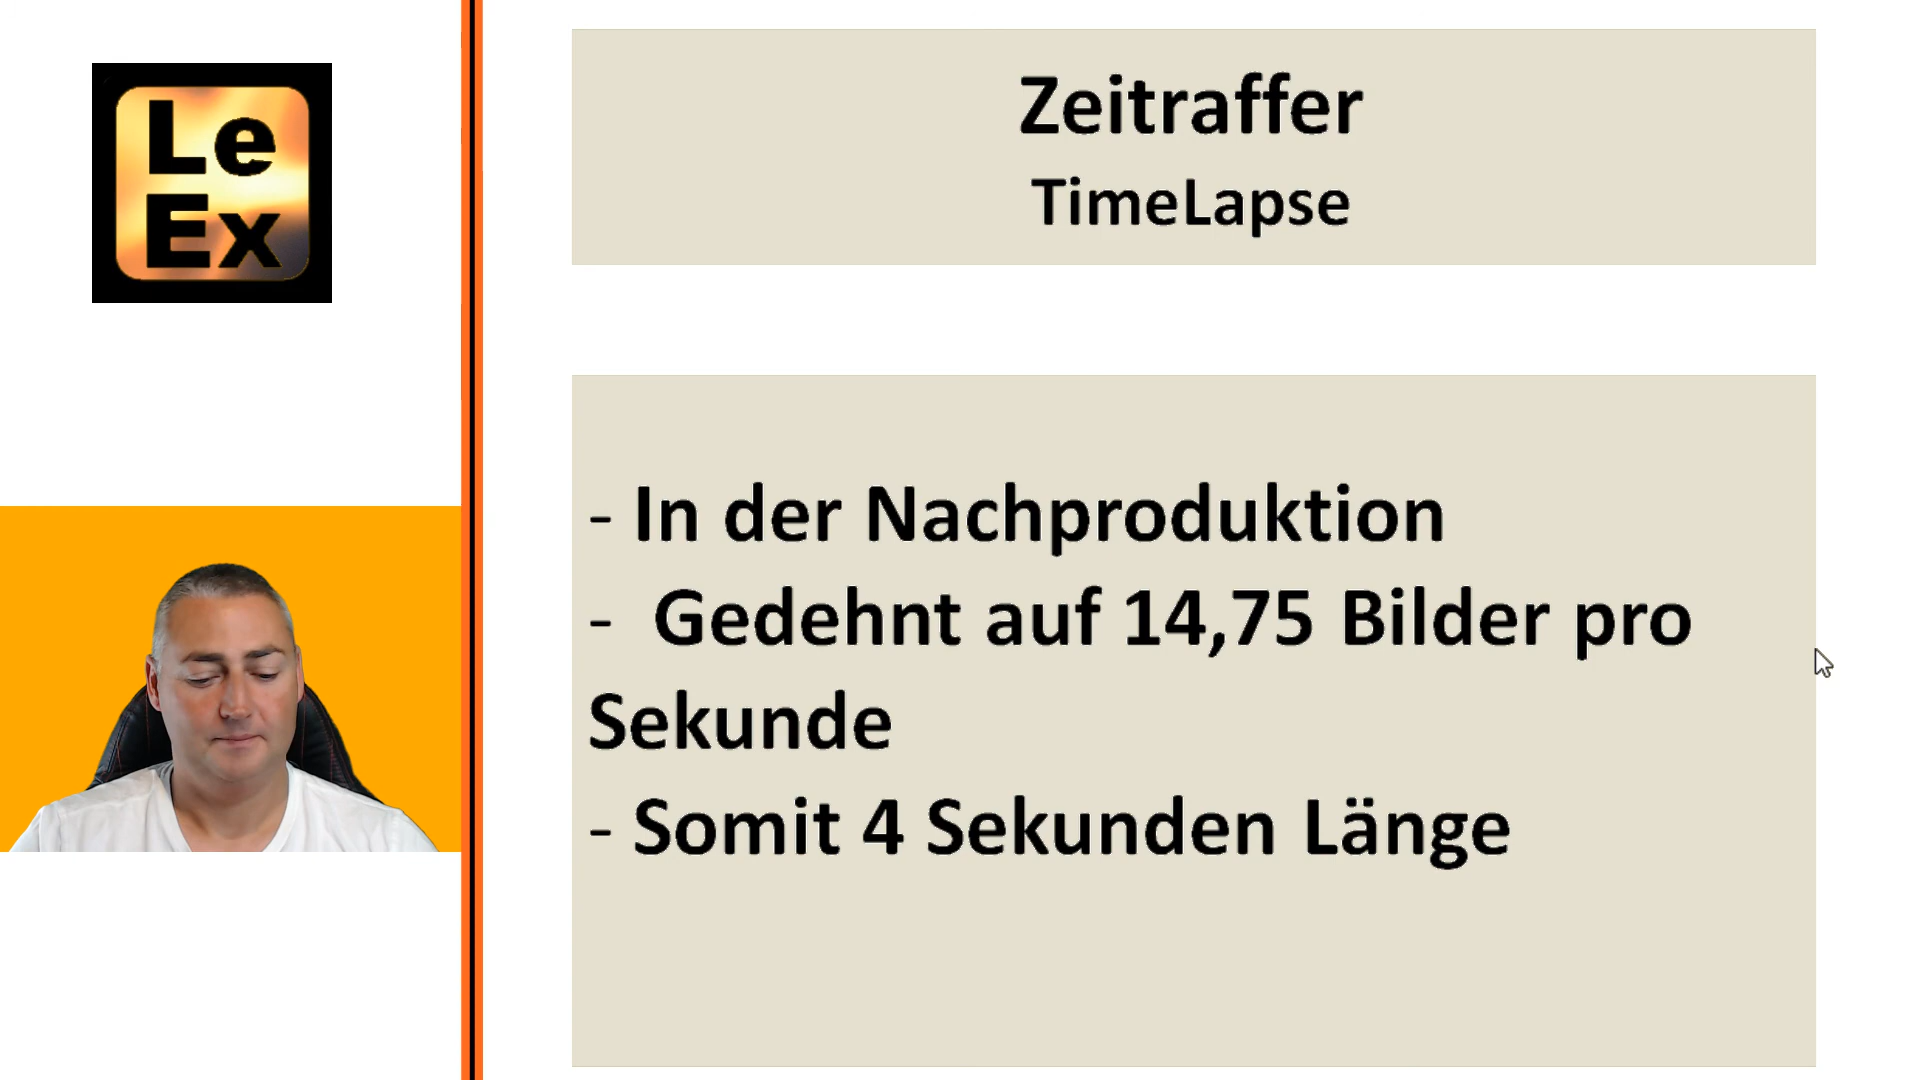 Le
Ex
Zeitraffer
TimeLapse
- In der Nachproduktion
- Gedehnt auf 14,75 Bilder pro
Sekunde
- Somit 4 Sekunden Länge